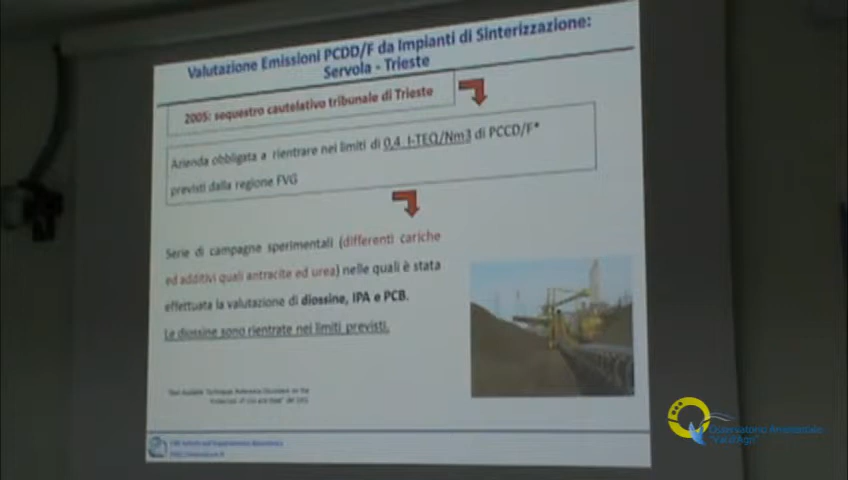 Valutazione Emissioni PCDD/F da Impianti di Sinterizzazione:
Servola - Trieste
2005: sequestro cautelativo tribunale di Trieste
Azienda obbligata a rientrare nei limiti di 0,4 I-TEQ/Nm3 di PCCD/F*
previsti dalla regione FVG
Serie di campagne sperimentali (differenti cariche
ed additivi quali antracite ed urea) nelle quali è stata
effettuata la valutazione di diossine, IPA e PCB.
Le diossine sono rientrate nei limiti previsti.
Osservatorio Ambientale
"Val d'Agri"